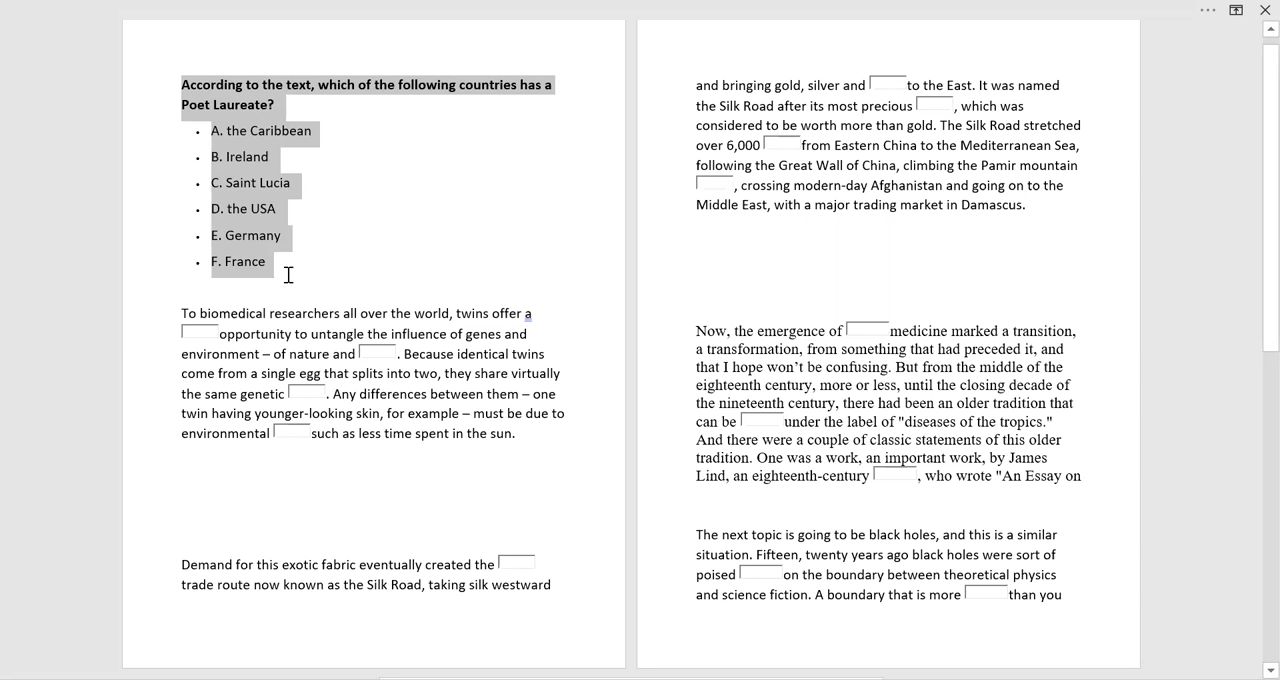 According to the text, which of the following countries has a
Poet Laureate?
• A. the Caribbean
• B. Ireland
• C. Saint Lucia
• D. the USA
• E. Germany
• F. France
To biomedical researchers all over the world, twins offer a
opportunity to untangle the influence of genes and
environment – of nature and . Because identical twins
come from a single egg that splits into two, they share virtually
the same genetic . Any differences between them – one
twin having younger-looking skin, for example – must be due to
environmental such as less time spent in the sun.
Demand for this exotic fabric eventually created the
trade route now known as the Silk Road, taking silk westward
and bringing gold, silver and to the East. It was named
the Silk Road after its most precious , which was
considered to be worth more than gold. The Silk Road stretched
over 6,000 from Eastern China to the Mediterranean Sea,
following the Great Wall of China, climbing the Pamir mountain
, crossing modern-day Afghanistan and going on to the
Middle East, with a major trading market in Damascus.
Now, the emergence of medicine marked a transition,
a transformation, from something that had preceded it, and
that I hope won't be confusing. But from the middle of the
eighteenth century, more or less, until the closing decade of
the nineteenth century, there had been an older tradition that
can be under the label of "diseases of the tropics."
And there were a couple of classic statements of this older
tradition. One was a work, an important work, by James
Lind, an eighteenth-century , who wrote "An Essay on
The next topic is going to be black holes, and this is a similar
situation. Fifteen, twenty years ago black holes were sort of
poised on the boundary between theoretical physics
and science fiction. A boundary that is more than you